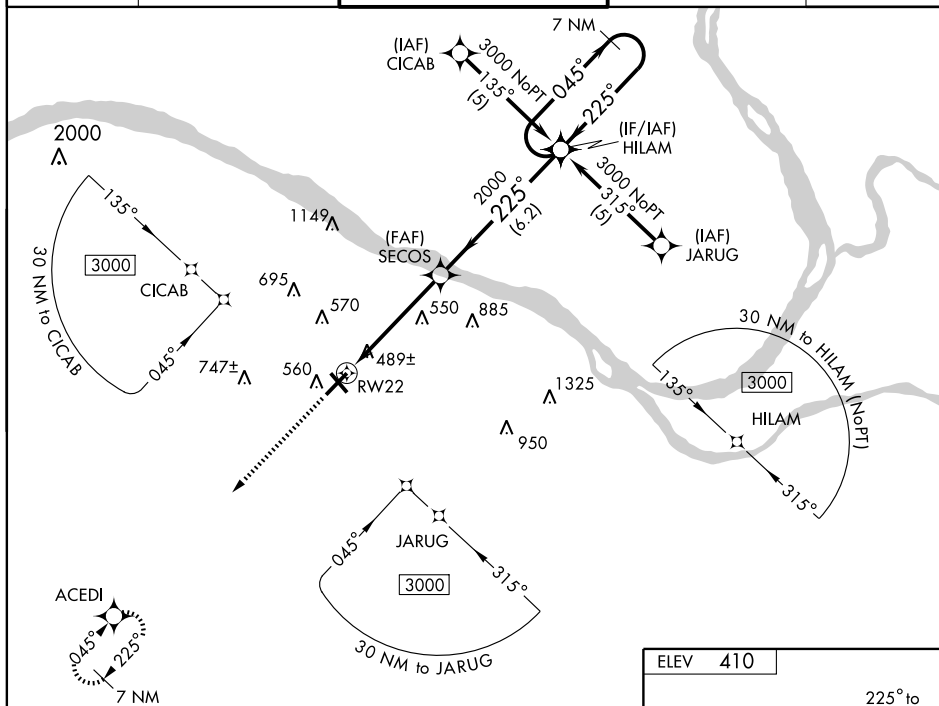 7 NM
(IAF)
CICAB
3000 NoPT
135°
(5)
045°
225°
(IF/IAF)
HILAM
2000
2000
225°
(6.2)
3000 NoPT
315°
(5)
(IAF)
JARUG
1149
(FAF)
SECOS
135°
3000
CICAB
045°
30 NM to CICAB
695
570
550
885
747±
560
489±
RW22
1325
950
30 NM to HILAM (NoPT)
135°
3000
HILAM
315°
045°
JARUG
315°
3000
30 NM to JARUG
ACEDI
045°
225°
7 NM
ELEV 410
225° to